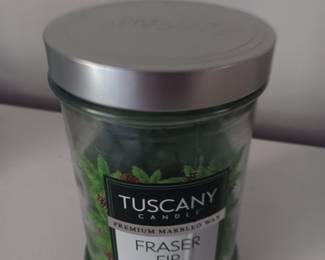 TUSCANY
CANDLE
PREMIUM MARBLED WAX
FRASER
FIR